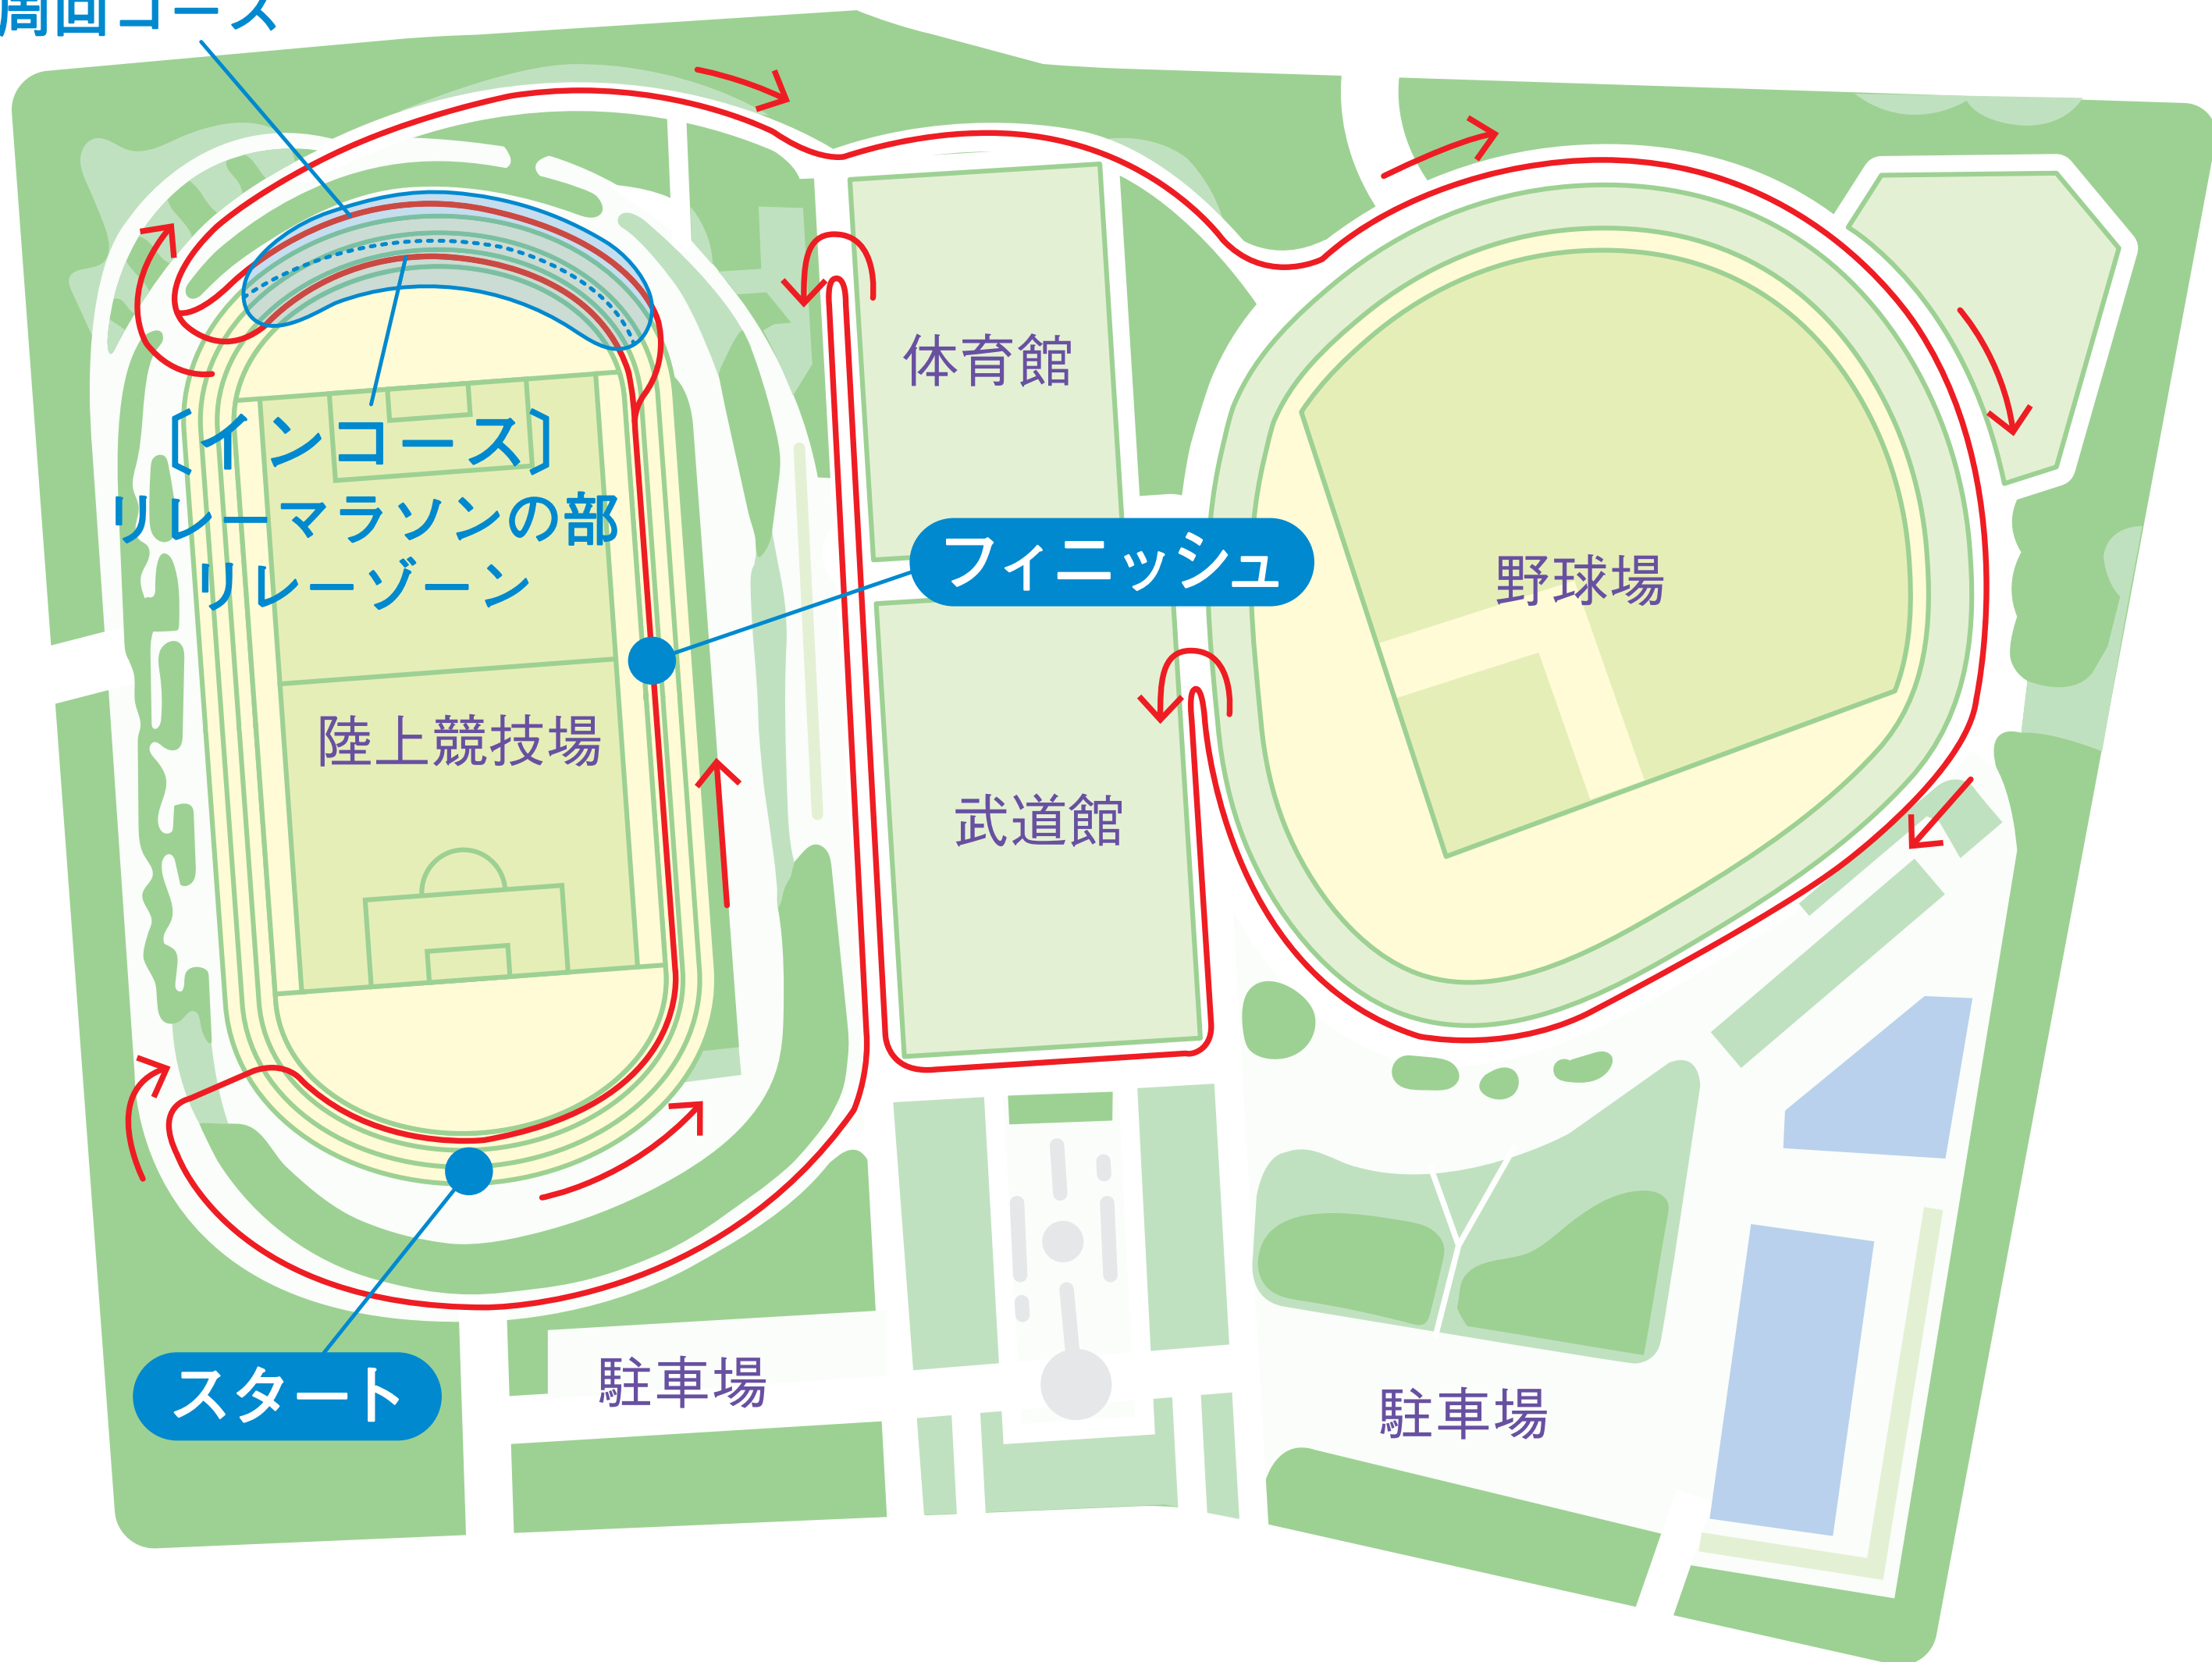 周回コース
〔インコース〕
リレーマラソンの部
リレーゾーン
体育館
フィニッシュ
野球場
陸上競技場
武道館
スタート
駐車場
駐車場